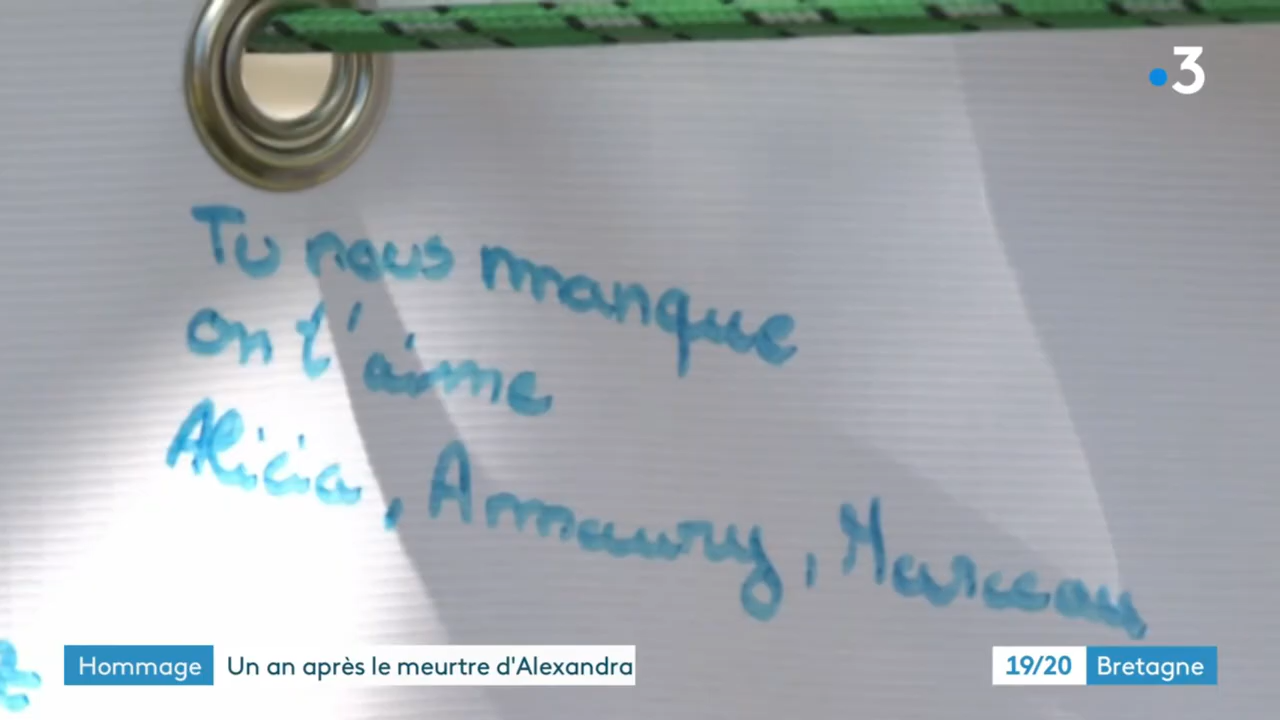 3
Tu nous manque
on t'aime
Alicia, Amaury, Marceau
Hommage Un an après le meurtre d'Alexandra
19/20 Bretagne